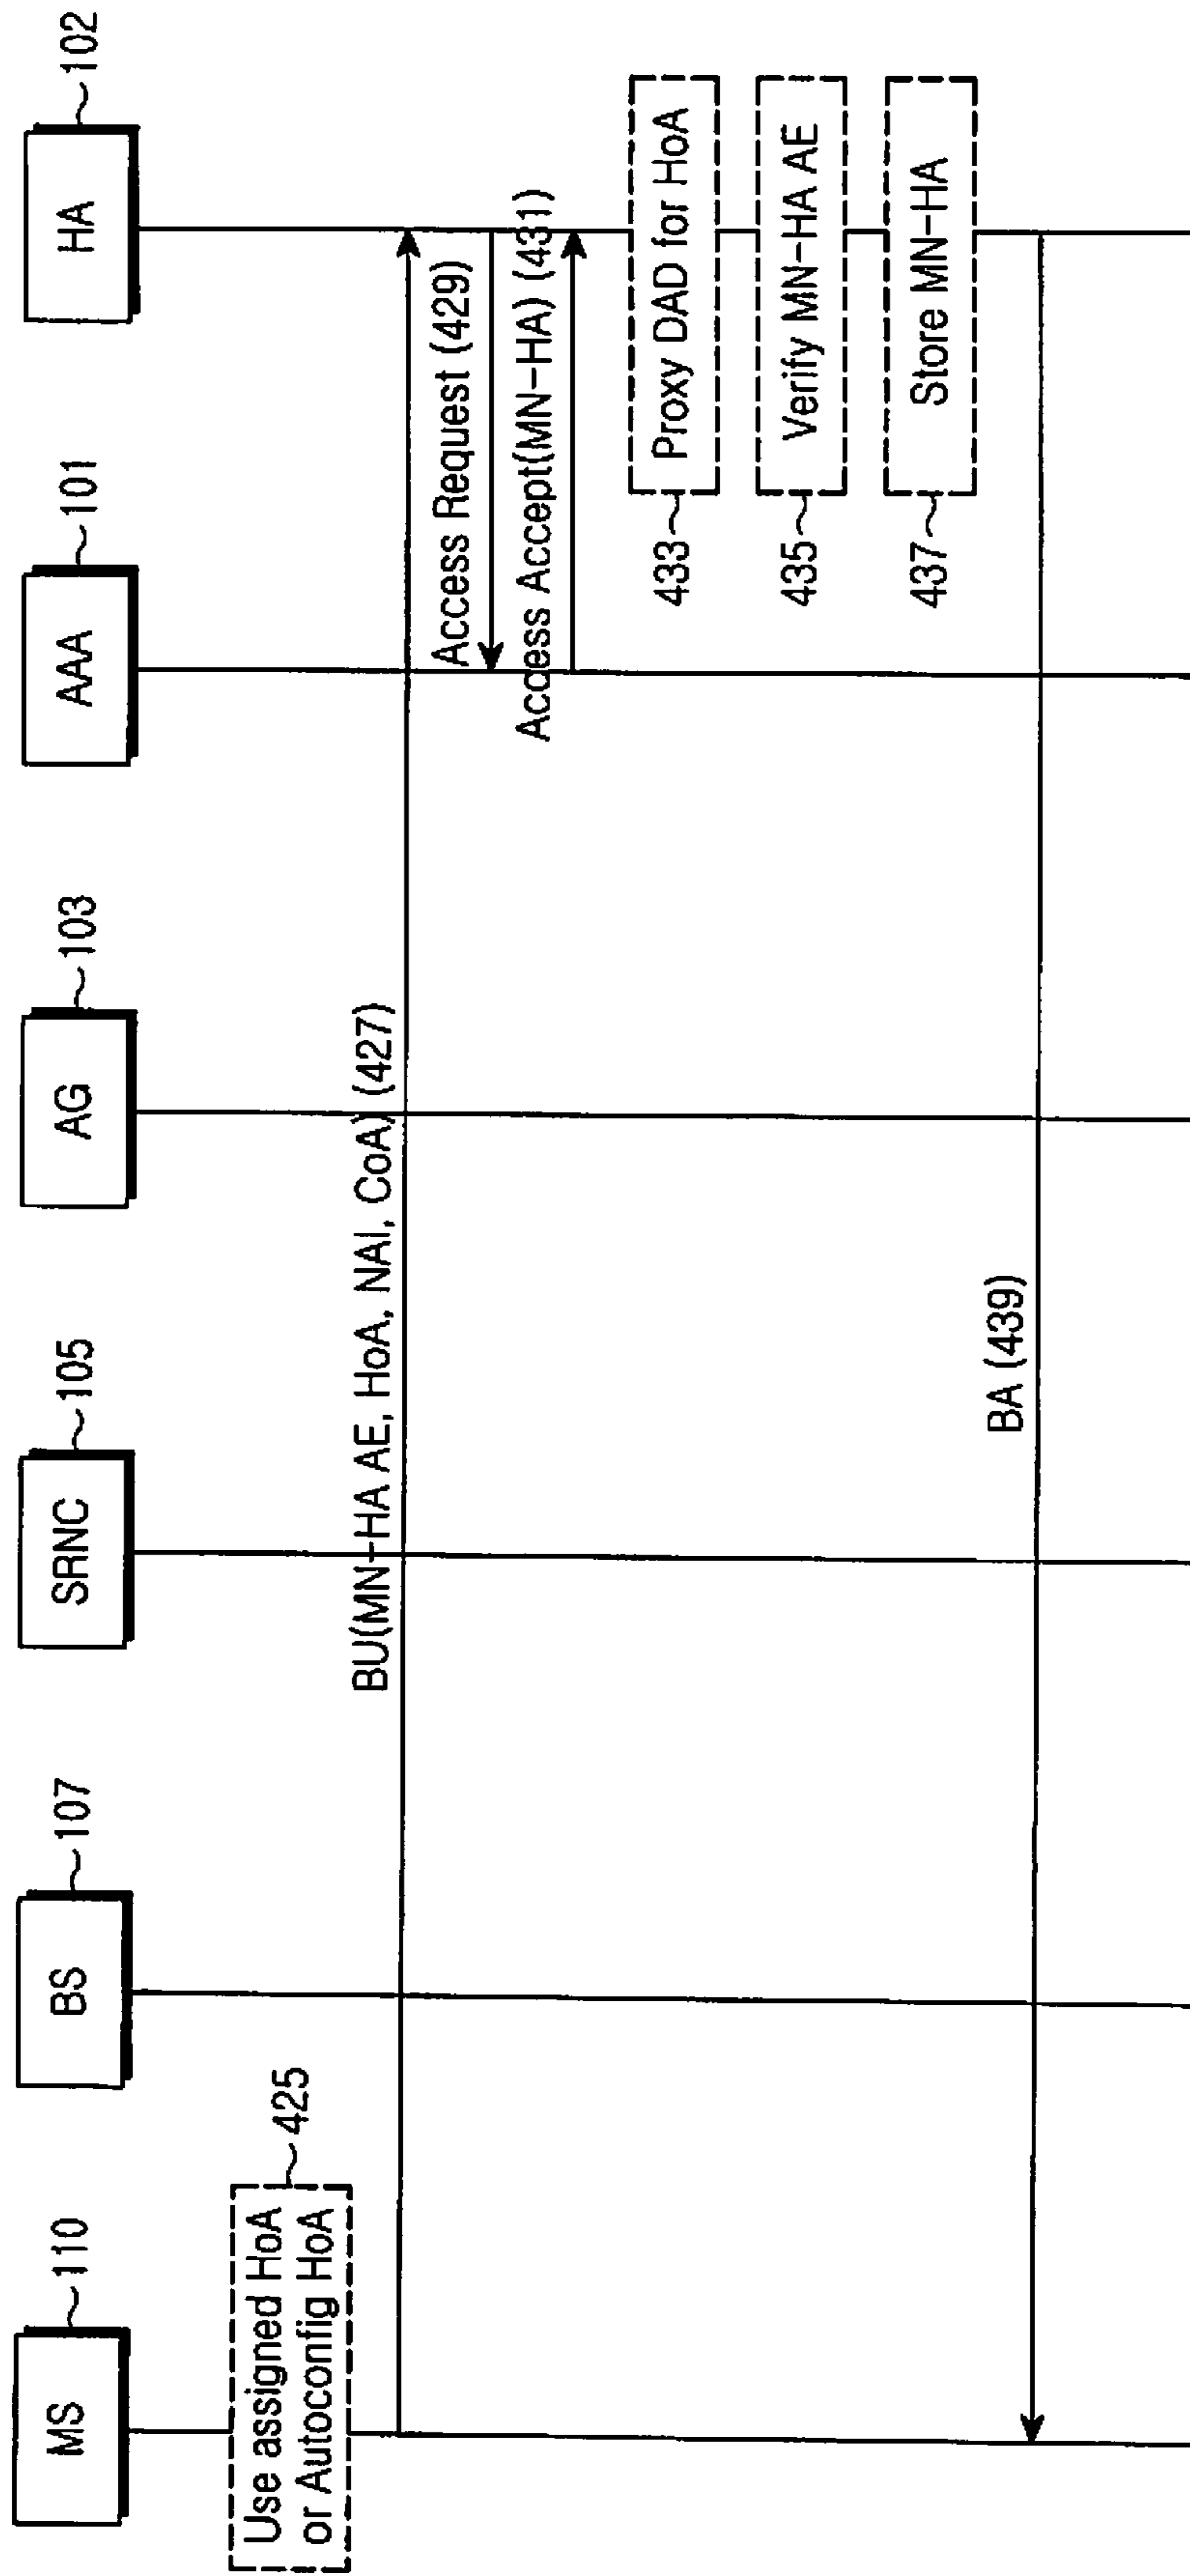 MS
110
BS
107
SRNC
105
AG
103
AAA
101
HA
102
Use assigned HoA
or Autoconfig HoA
425
BU(MN-HA AE, HoA, NAI, CoA) (427)
Access Request (429)
Access Accept(MN-HA) (431)
433
Proxy DAD for HoA
435
Verify MN-HA AE
437
Store MN-HA
BA (439)